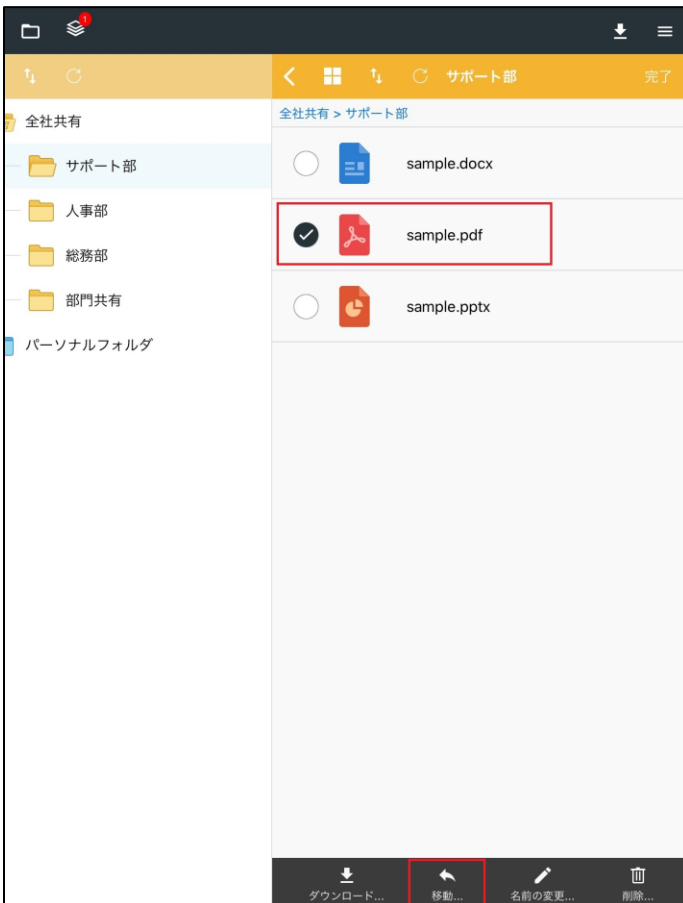 1
サポート部
完了
全社共有
サポート部
人事部
総務部
部門共有
パーソナルフォルダ
全社共有 > サポート部
sample.docx
sample.pdf
sample.pptx
ダウンロード...
移動...
名前の変更...
削除...